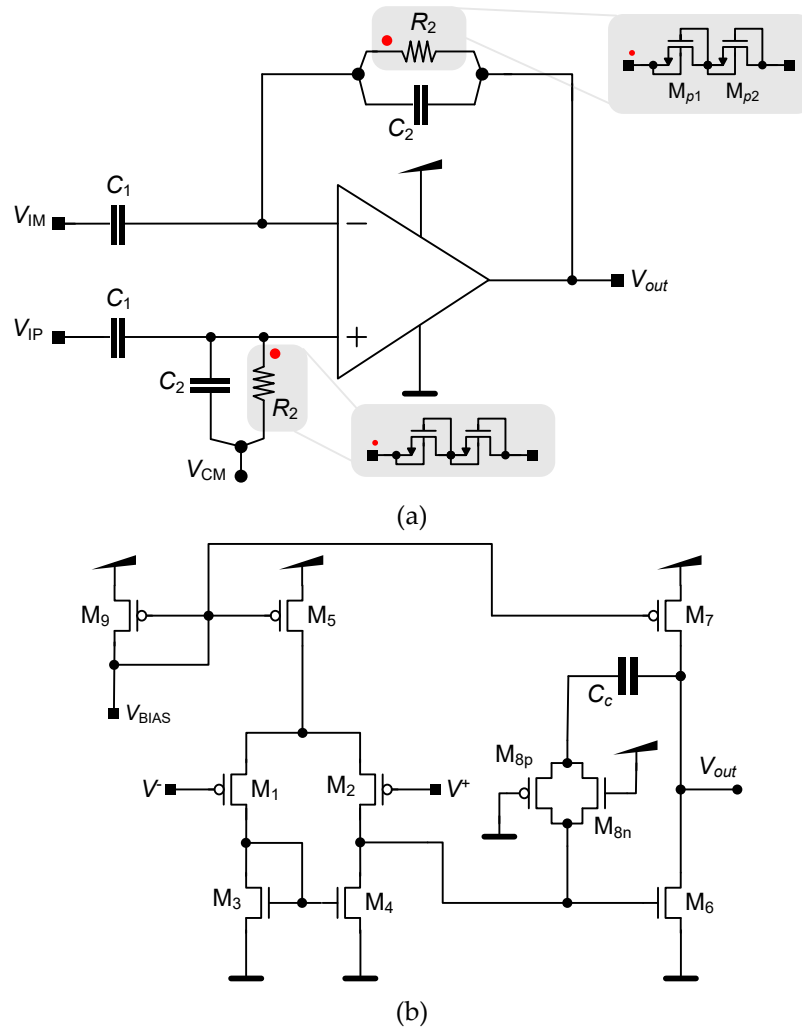 R2
Mp1 Mp2
C2
C1
VIM
−
Vout
C1
VIP
+
C2
R2
VCM
(a)
M9
M5
M7
Cc
VBIAS
M8p
Vout
V- M1 M2 V+
M8n
M3 M4 M6
(b)